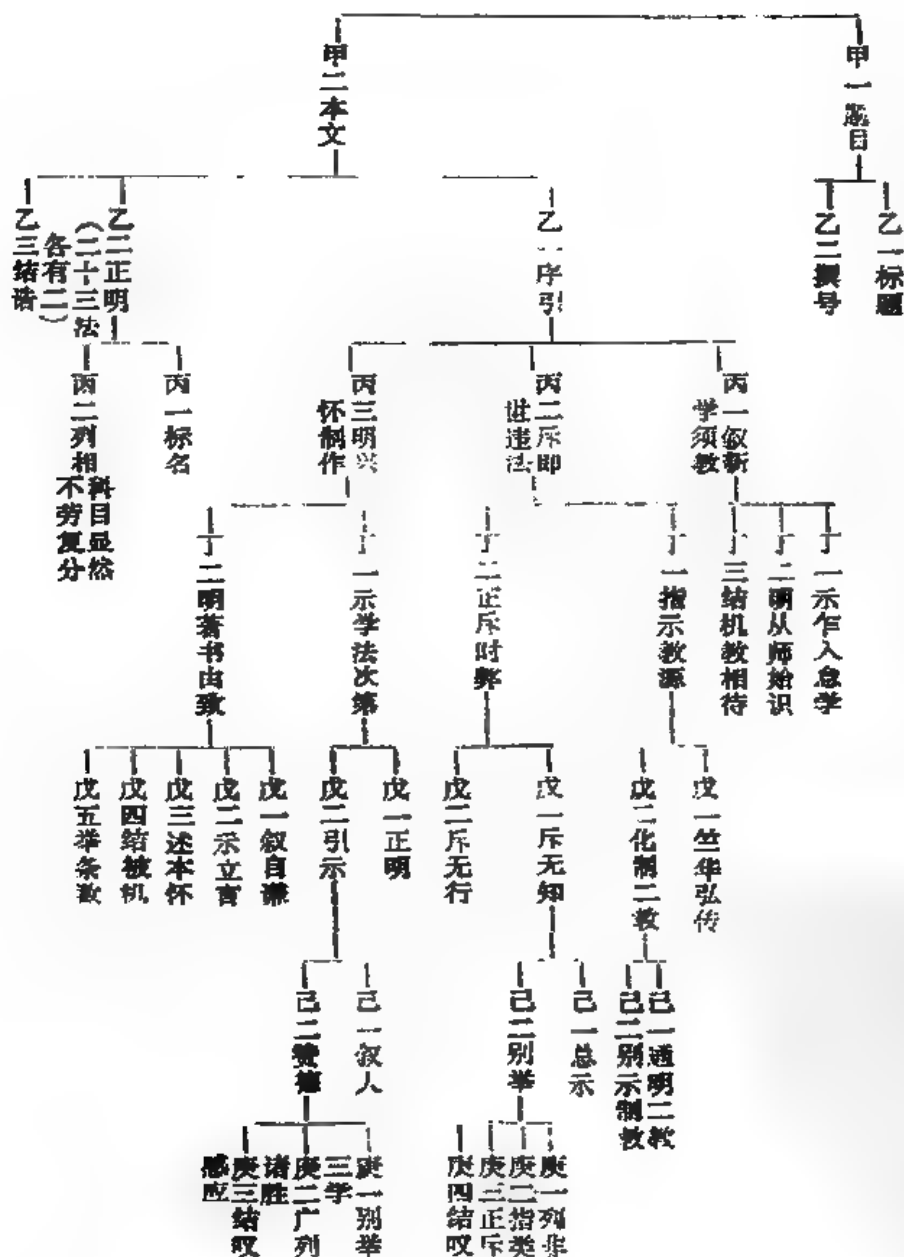 甲一题目
甲二本文
乙一标题
乙二撰号
乙一序引
乙二正明
（二十三法
各有二）
乙三结诰
丙一叙新
学须教
丙二斥即
世违法
丙三明兴
怀制作
丙一标名
丙二列相
科目显然
不劳复分
丁一示乍入息学
丁二明从师始识
丁三结机教相待
丁一指示教源
丁二正斥时弊
丁一示学法次第
丁二明著书由致
戊一竺华弘传
戊二化制二教
戊一斥无知
戊二斥无行
戊一正明
戊二引示
戊一叙自谦
戊二示立言
戊三述本怀
戊四结被机
戊五举条数
己一通明二教
己二别示制教
己一总示
己二别举
己一叙人
己二赞德
庚一列非
庚二指类
庚三正斥
庚四结叹
庚一别举
三学
庚二广列
诸胜
庚三结叹
感应